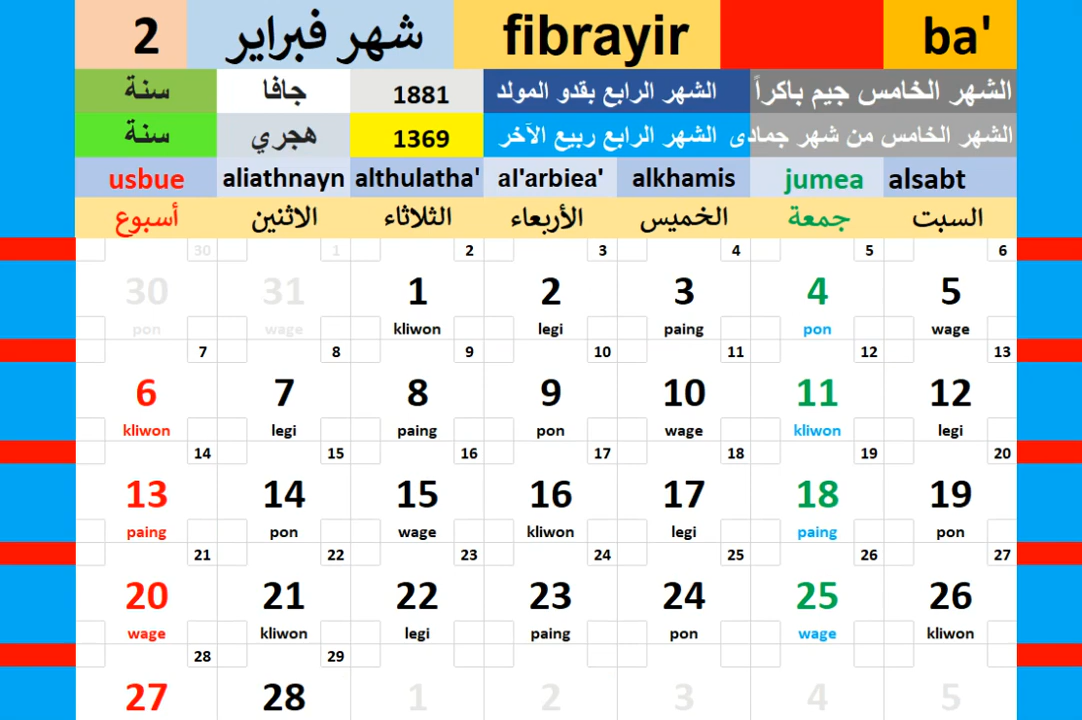 2 شهر فبراير fibrayir ba'
سنة جافا 1881 الشهر الرابع بقدو المولد الشهر الخامس جيم باكراً
سنة هجري 1369 الشهر الرابع ربيع الآخر الشهر الخامس من شهر جمادى
usbue aliathnayn althulatha' al'arbiea' alkhamis jumea alsabt
أسبوع الاثنين الثلاثاء الأربعاء الخميس جمعة السبت
30 1 2 3 4 5 6
30 31 1 2 3 4 5
pon wage kliwon legi paing pon wage
7 8 9 10 11 12 13
6 7 8 9 10 11 12
kliwon legi paing pon wage kliwon legi
14 15 16 17 18 19 20
13 14 15 16 17 18 19
paing pon wage kliwon legi paing pon
21 22 23 24 25 26 27
20 21 22 23 24 25 26
wage kliwon legi paing pon wage kliwon
28 29
27 28 1 2 3 4 5